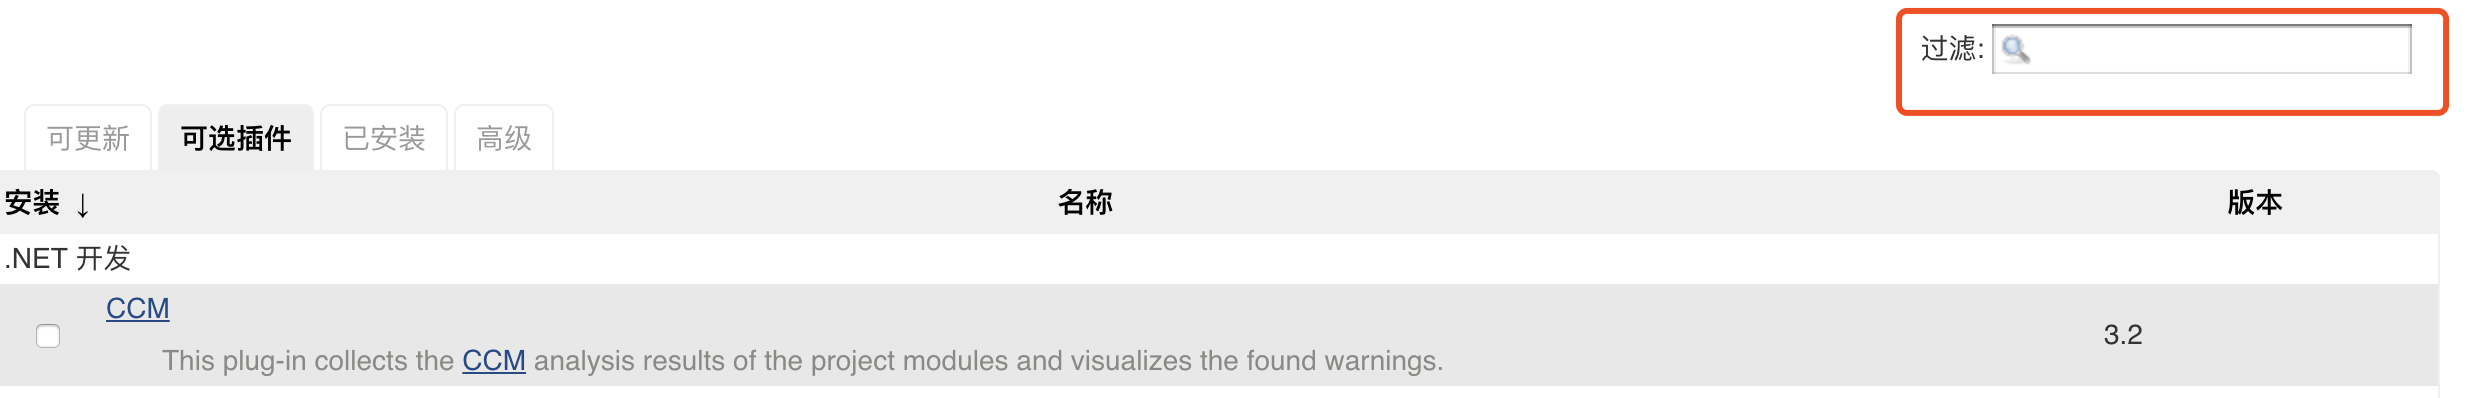 过滤:
可更新 可选插件 已安装 高级
安装 ↓ 名称 版本
.NET 开发
CCM
3.2
This plug-in collects the CCM analysis results of the project modules and visualizes the found warnings.